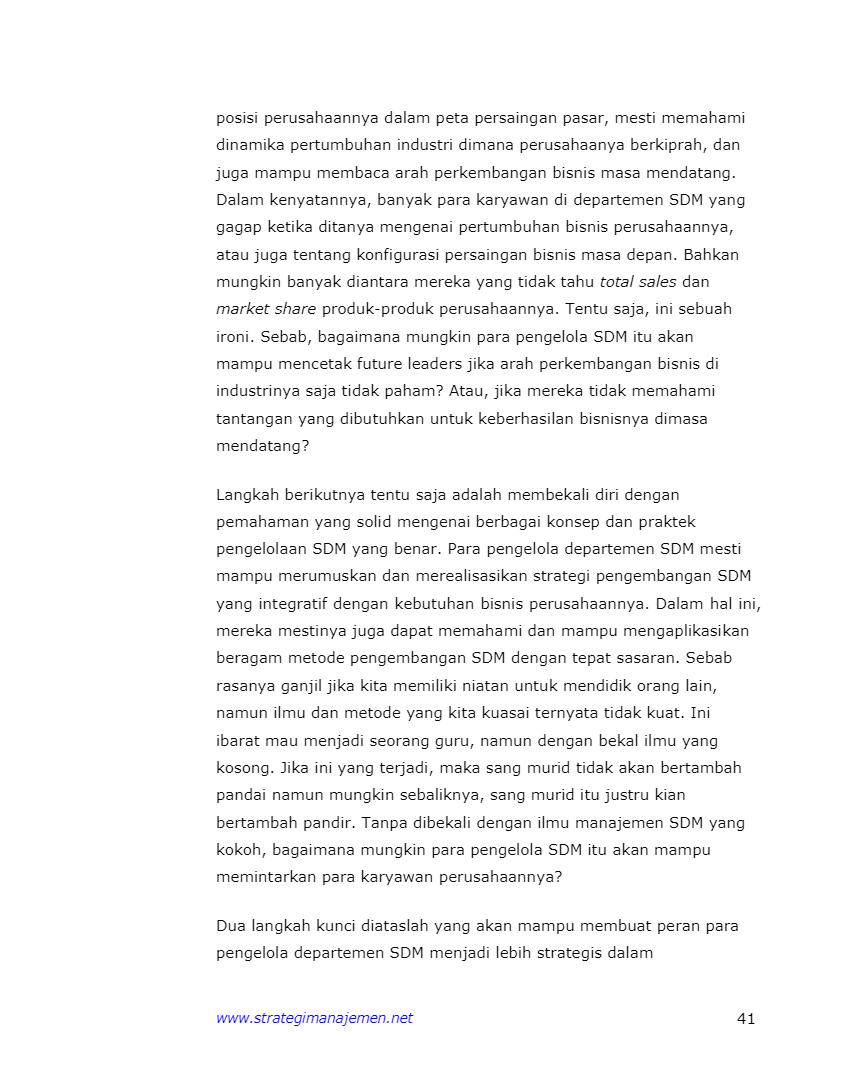 posisi perusahaannya dalam peta persaingan pasar, mesti memahami
dinamika pertumbuhan industri dimana perusahaanya berkiprah, dan
juga mampu membaca arah perkembangan bisnis masa mendatang.
Dalam kenyatannya, banyak para karyawan di departemen SDM yang
gagap ketika ditanya mengenai pertumbuhan bisnis perusahaannya,
atau juga tentang konfigurasi persaingan bisnis masa depan. Bahkan
mungkin banyak diantara mereka yang tidak tahu total sales dan
market share produk-produk perusahaannya. Tentu saja, ini sebuah
ironi. Sebab, bagaimana mungkin para pengelola SDM itu akan
mampu mencetak future leaders jika arah perkembangan bisnis di
industrinya saja tidak paham? Atau, jika mereka tidak memahami
tantangan yang dibutuhkan untuk keberhasilan bisnisnya dimasa
mendatang?
Langkah berikutnya tentu saja adalah membekali diri dengan
pemahaman yang solid mengenai berbagai konsep dan praktek
pengelolaan SDM yang benar. Para pengelola departemen SDM mesti
mampu merumuskan dan merealisasikan strategi pengembangan SDM
yang integratif dengan kebutuhan bisnis perusahaannya. Dalam hal ini,
mereka mestinya juga dapat memahami dan mampu mengaplikasikan
beragam metode pengembangan SDM dengan tepat sasaran. Sebab
rasanya ganjil jika kita memiliki niatan untuk mendidik orang lain,
namun ilmu dan metode yang kita kuasai ternyata tidak kuat. Ini
ibarat mau menjadi seorang guru, namun dengan bekal ilmu yang
kosong. Jika ini yang terjadi, maka sang murid tidak akan bertambah
pandai namun mungkin sebaliknya, sang murid itu justru kian
bertambah pandir. Tanpa dibekali dengan ilmu manajemen SDM yang
kokoh, bagaimana mungkin para pengelola SDM itu akan mampu
memintarkan para karyawan perusahaannya?
Dua langkah kunci diataslah yang akan mampu membuat peran para
pengelola departemen SDM menjadi lebih strategis dalam
www.strategimanajemen.net 41